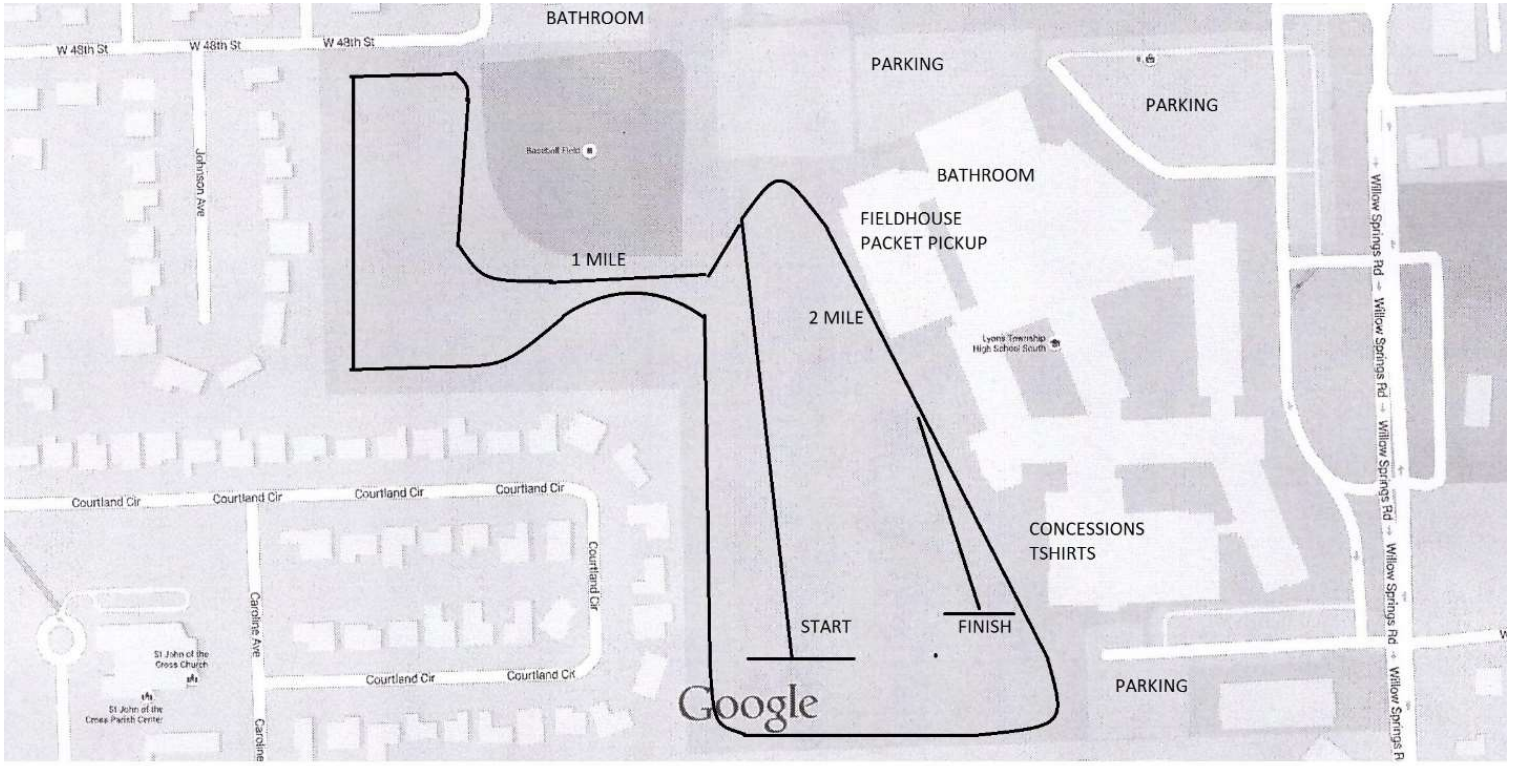 BATHROOM
W 48th St
W 48th St
W 48th St
PARKING
PARKING
Baseball Field
Johnson Ave
BATHROOM
FIELDHOUSE
PACKET PICKUP
1 MILE
2 MILE
Lyons Township
High School South
Willow Springs Rd
Willow Springs Rd
Willow Springs Rd
Willow Springs Rd
Willow Springs Rd
Willow Springs R
Courtland Cir
Courtland Cir
Courtland Cir
Courtland Cir
Courtland Cir
CONCESSIONS
TSHIRTS
Caroline Ave
START
FINISH
St John of the
Cross Church
Courtland Cir
Courtland Cir
PARKING
St John of the
Cross Parish Center
Google
Caroline
W